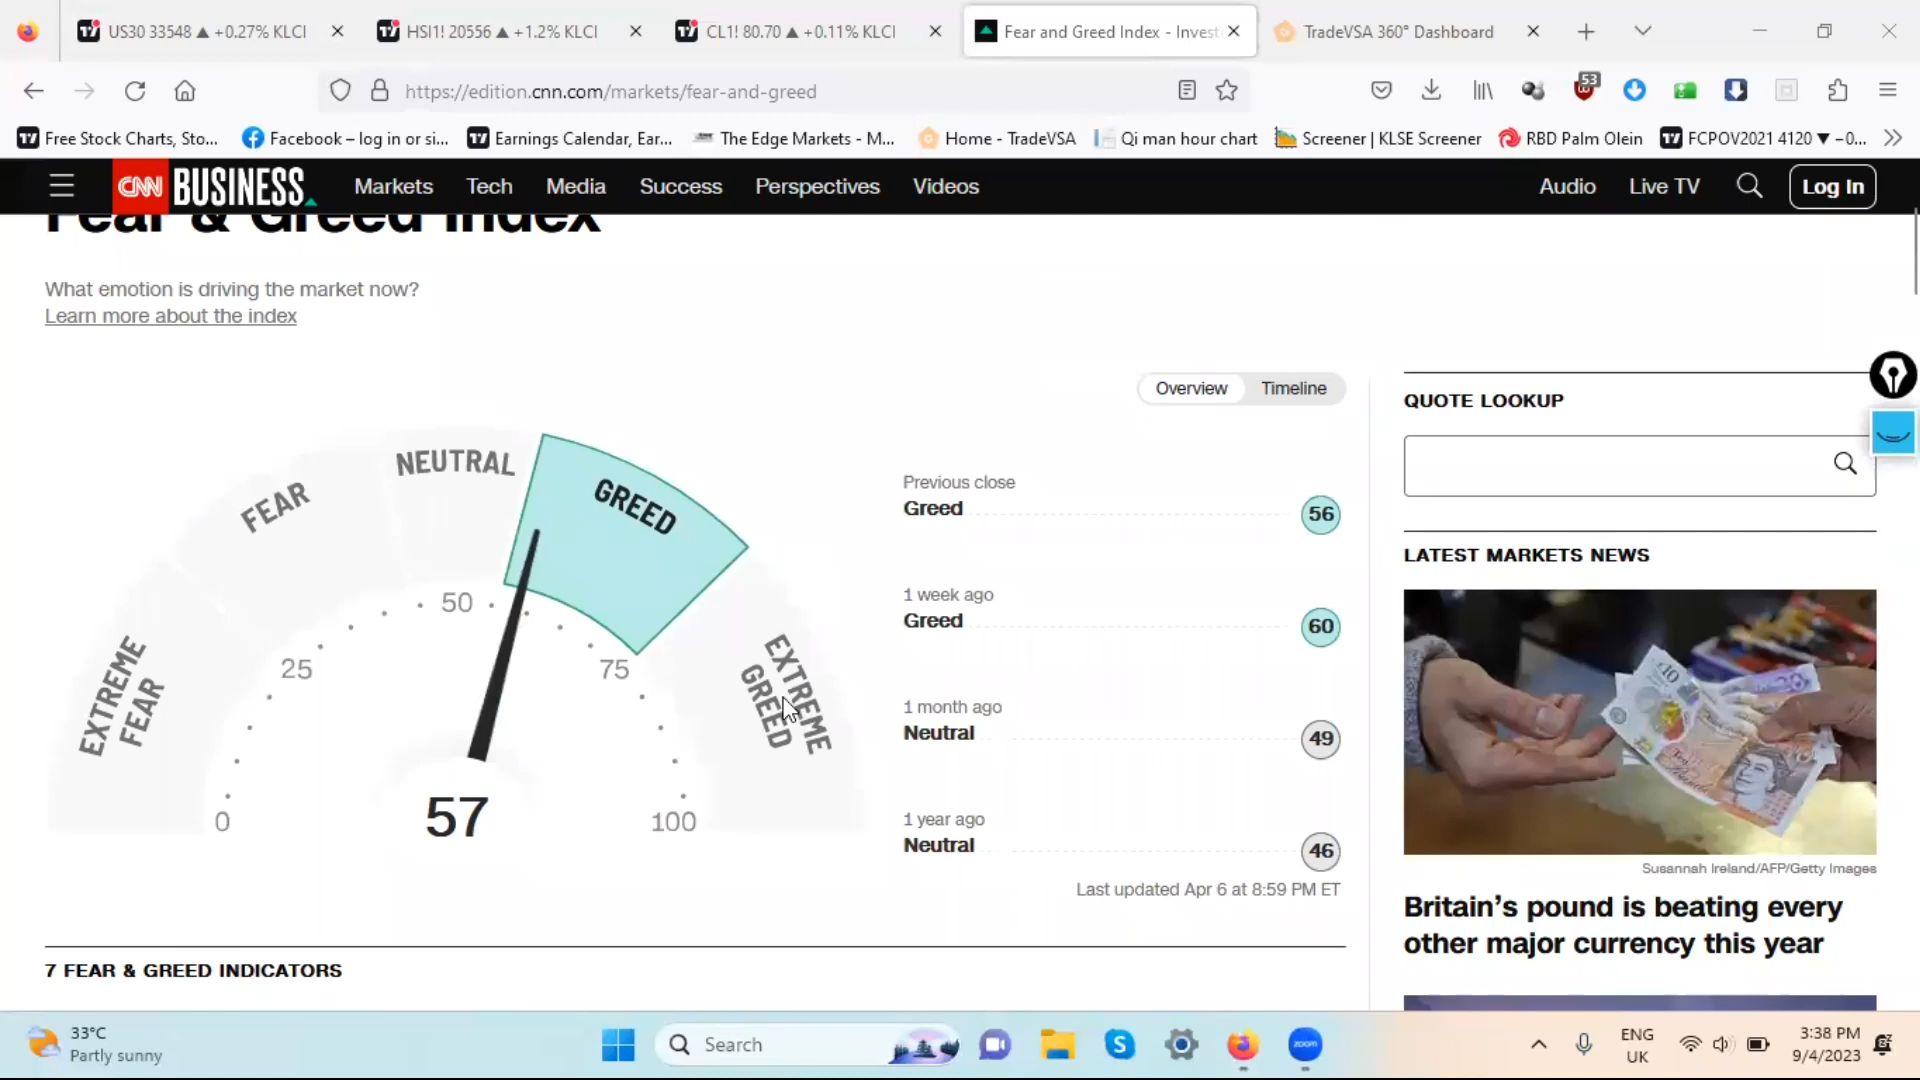 US30 33548 ▲ +0.27% KLCI
HSI1! 20556 ▲ +1.2% KLCI
CL1! 80.70 ▲ +0.11% KLCI
Fear and Greed Index - Invest
TradeVSA 360° Dashboard
https://edition.cnn.com/markets/fear-and-greed
53
Free Stock Charts, Sto...
Facebook – log in or si...
Earnings Calendar, Ear...
The Edge Markets - M...
Home - TradeVSA
Qi man hour chart
Screener | KLSE Screener
RBD Palm Olein
FCPOV2021 4120 ▼ −0...
CNN BUSINESS
Markets
Tech
Media
Success
Perspectives
Videos
Audio
Live TV
Log In
Fear & Greed Index
What emotion is driving the market now?
Learn more about the index
Overview
Timeline
EXTREME
FEAR
FEAR
NEUTRAL
GREED
EXTREME
GREED
0
25
50
75
100
57
Previous close
Greed
56
1 week ago
Greed
60
1 month ago
Neutral
49
1 year ago
Neutral
46
Last updated Apr 6 at 8:59 PM ET
7 FEAR & GREED INDICATORS
QUOTE LOOKUP
LATEST MARKETS NEWS
Susannah Ireland/AFP/Getty Images
Britain's pound is beating every
other major currency this year
33°C
Partly sunny
Search
zoom
ENG
UK
3:38 PM
9/4/2023